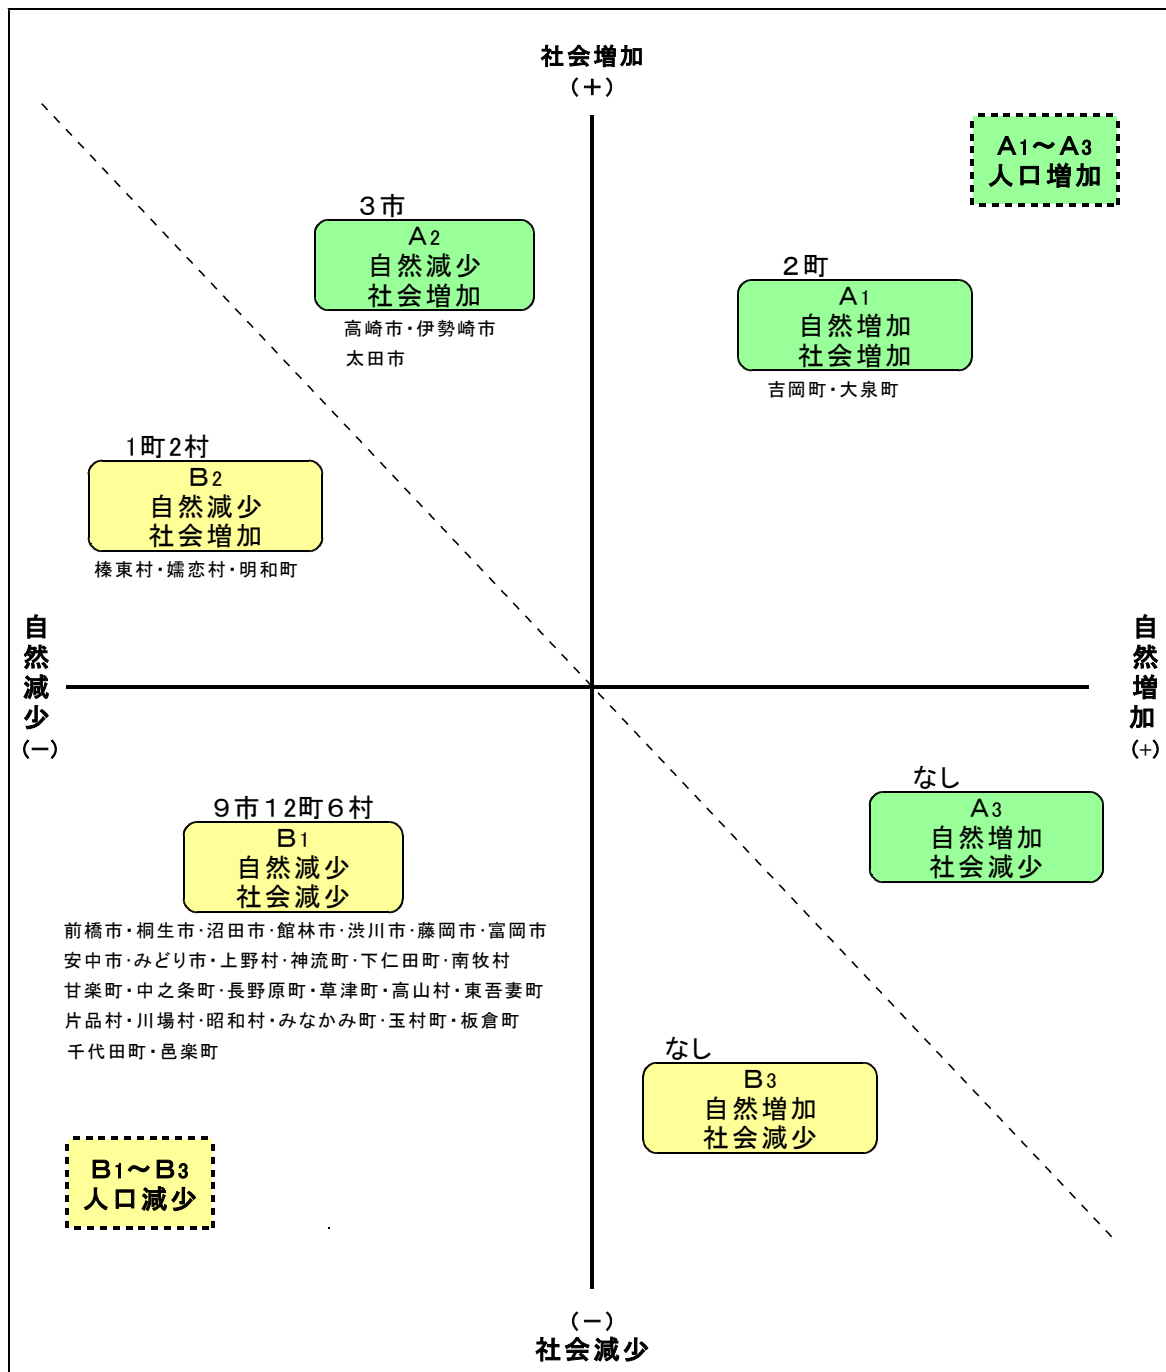 社会増加
(＋)
A1～A3
人口増加
３市
A2
自然減少
社会増加
高崎市・伊勢崎市
太田市
２町
A1
自然増加
社会増加
吉岡町・大泉町
1町2村
B2
自然減少
社会増加
榛東村・嬬恋村・明和町
自然減少
(－)
自然増加
(+)
なし
A3
自然増加
社会減少
９市12町６村
B1
自然減少
社会減少
前橋市・桐生市・沼田市・館林市・渋川市・藤岡市・富岡市
安中市・みどり市・上野村・神流町・下仁田町・南牧村
甘楽町・中之条町・長野原町・草津町・高山村・東吾妻町
片品村・川場村・昭和村・みなかみ町・玉村町・板倉町
千代田町・邑楽町
なし
B3
自然増加
社会減少
B1～B3
人口減少
(－)
社会減少